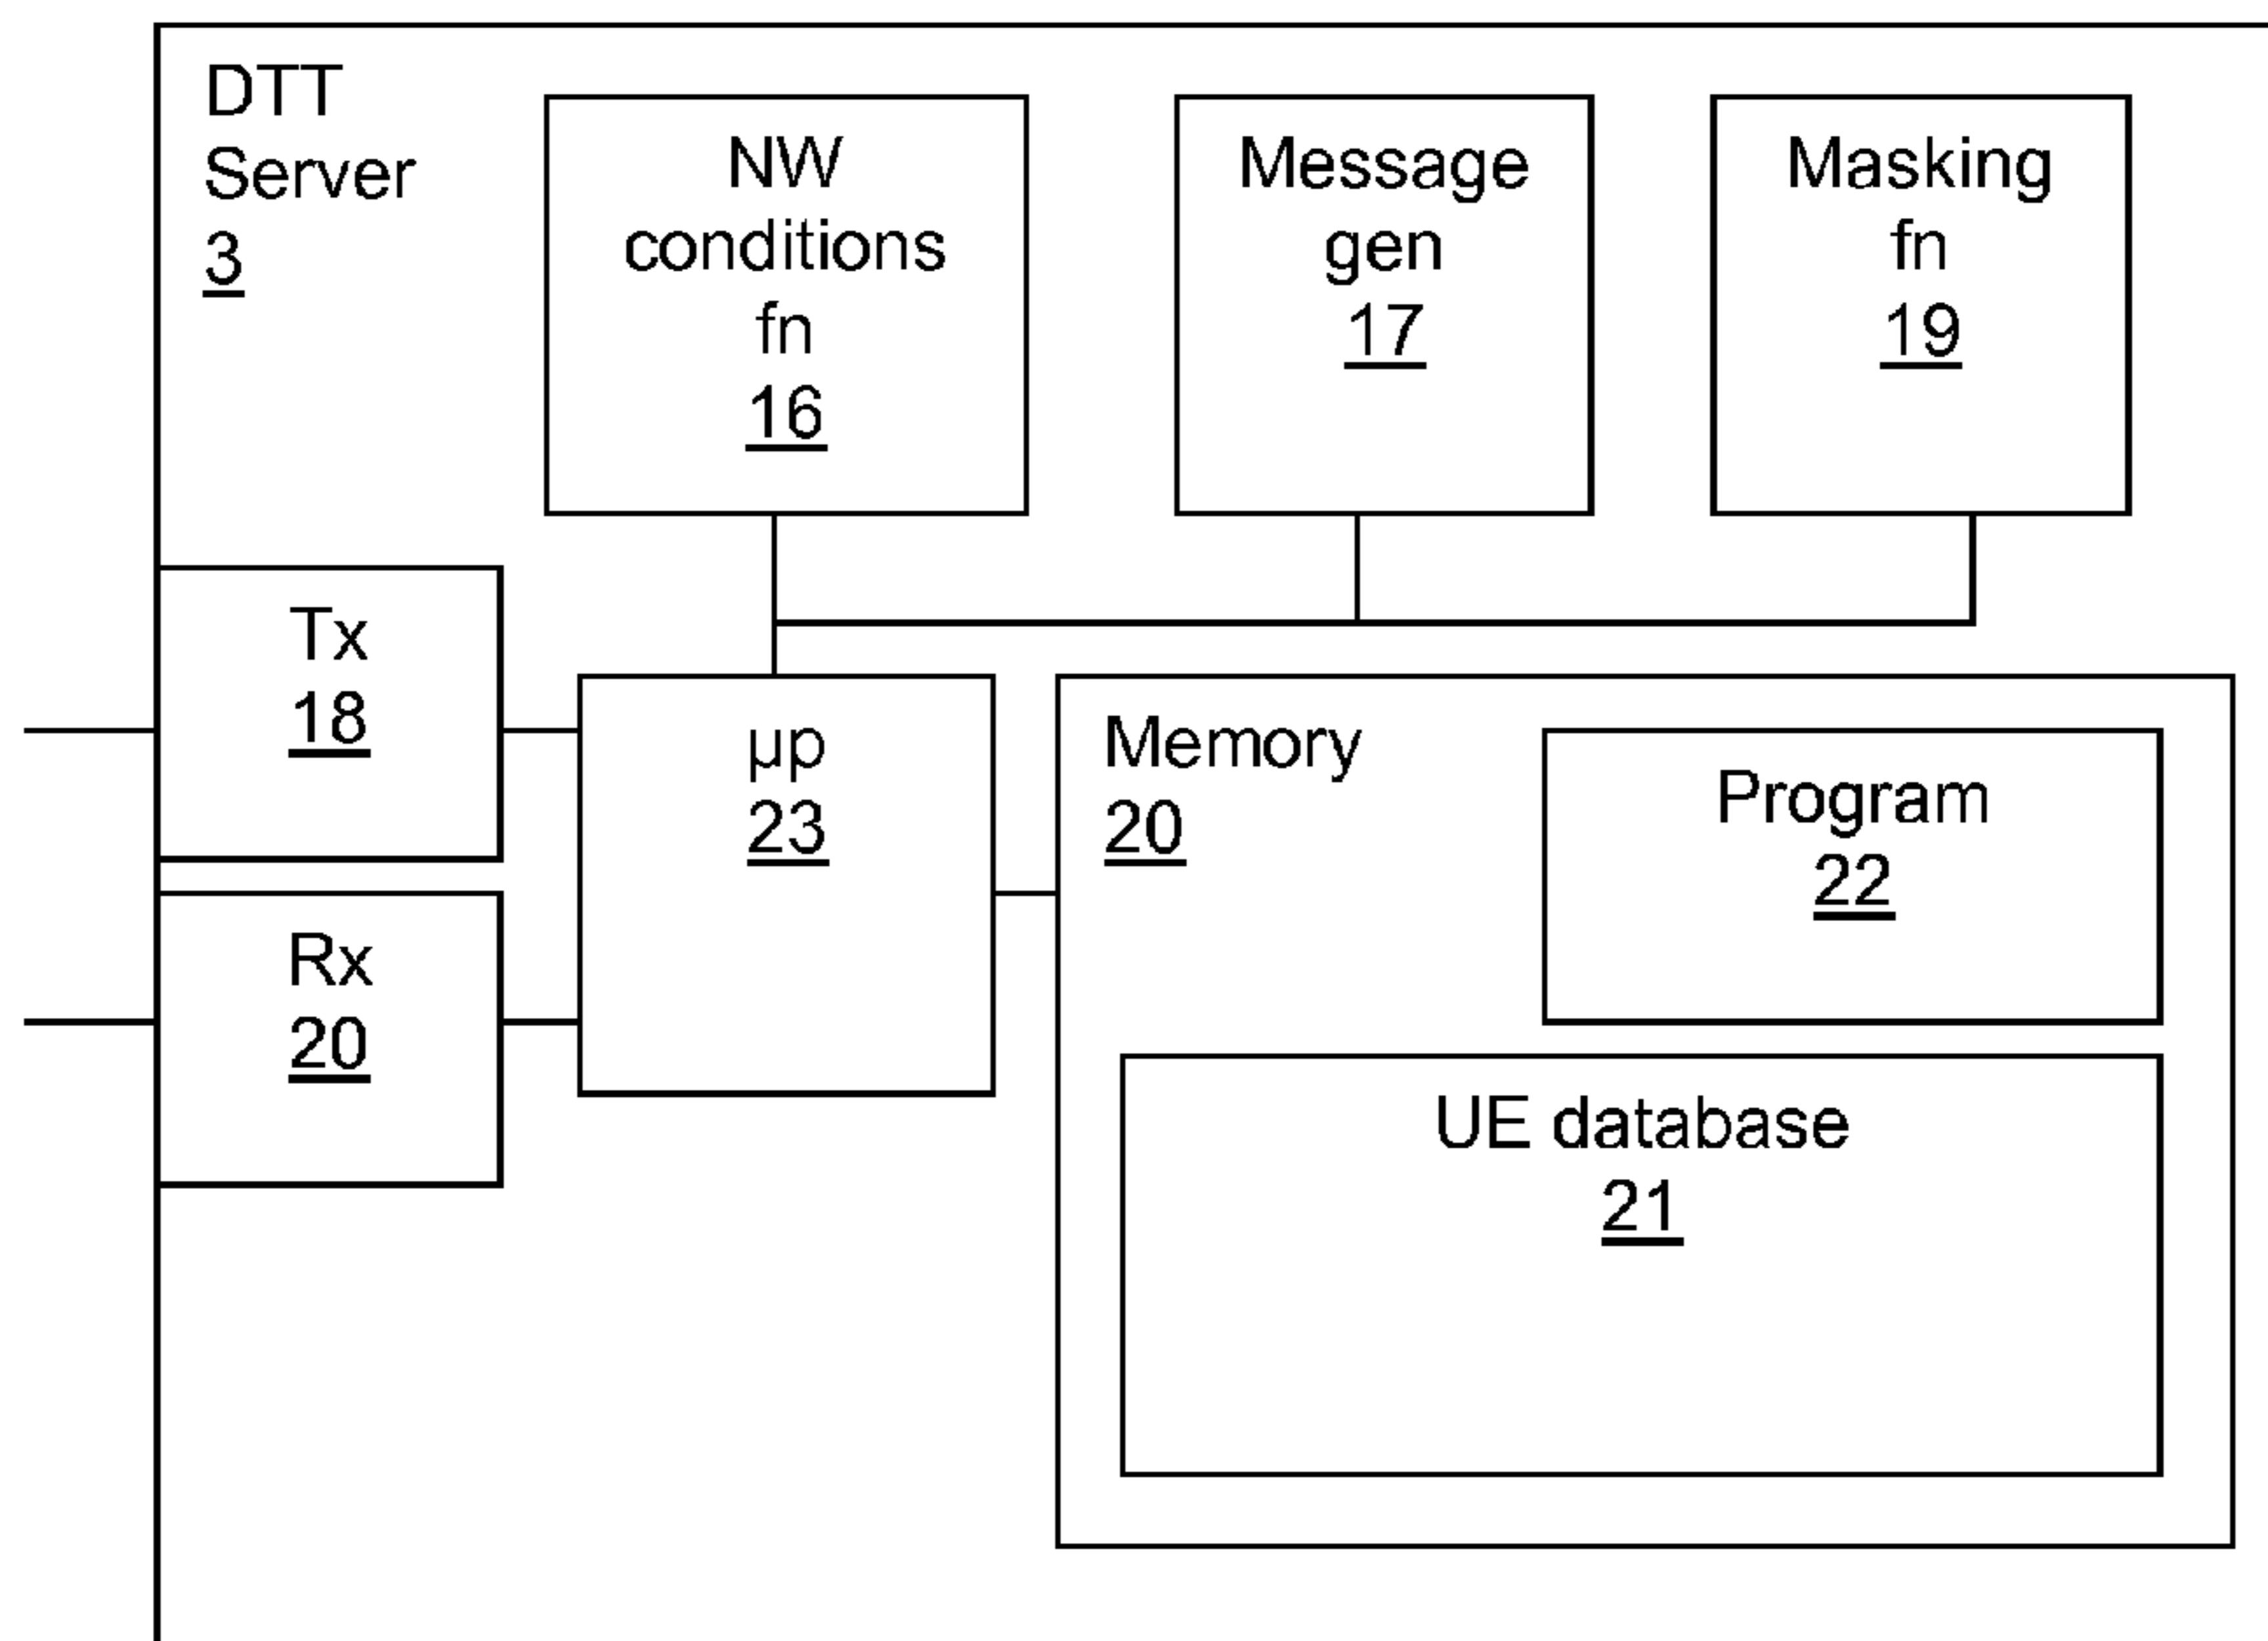 DTT
Server
3
NW
conditions
fn
16
Message
gen
17
Masking
fn
19
Tx
18
Rx
20
µp
23
Memory
20
Program
22
UE database
21